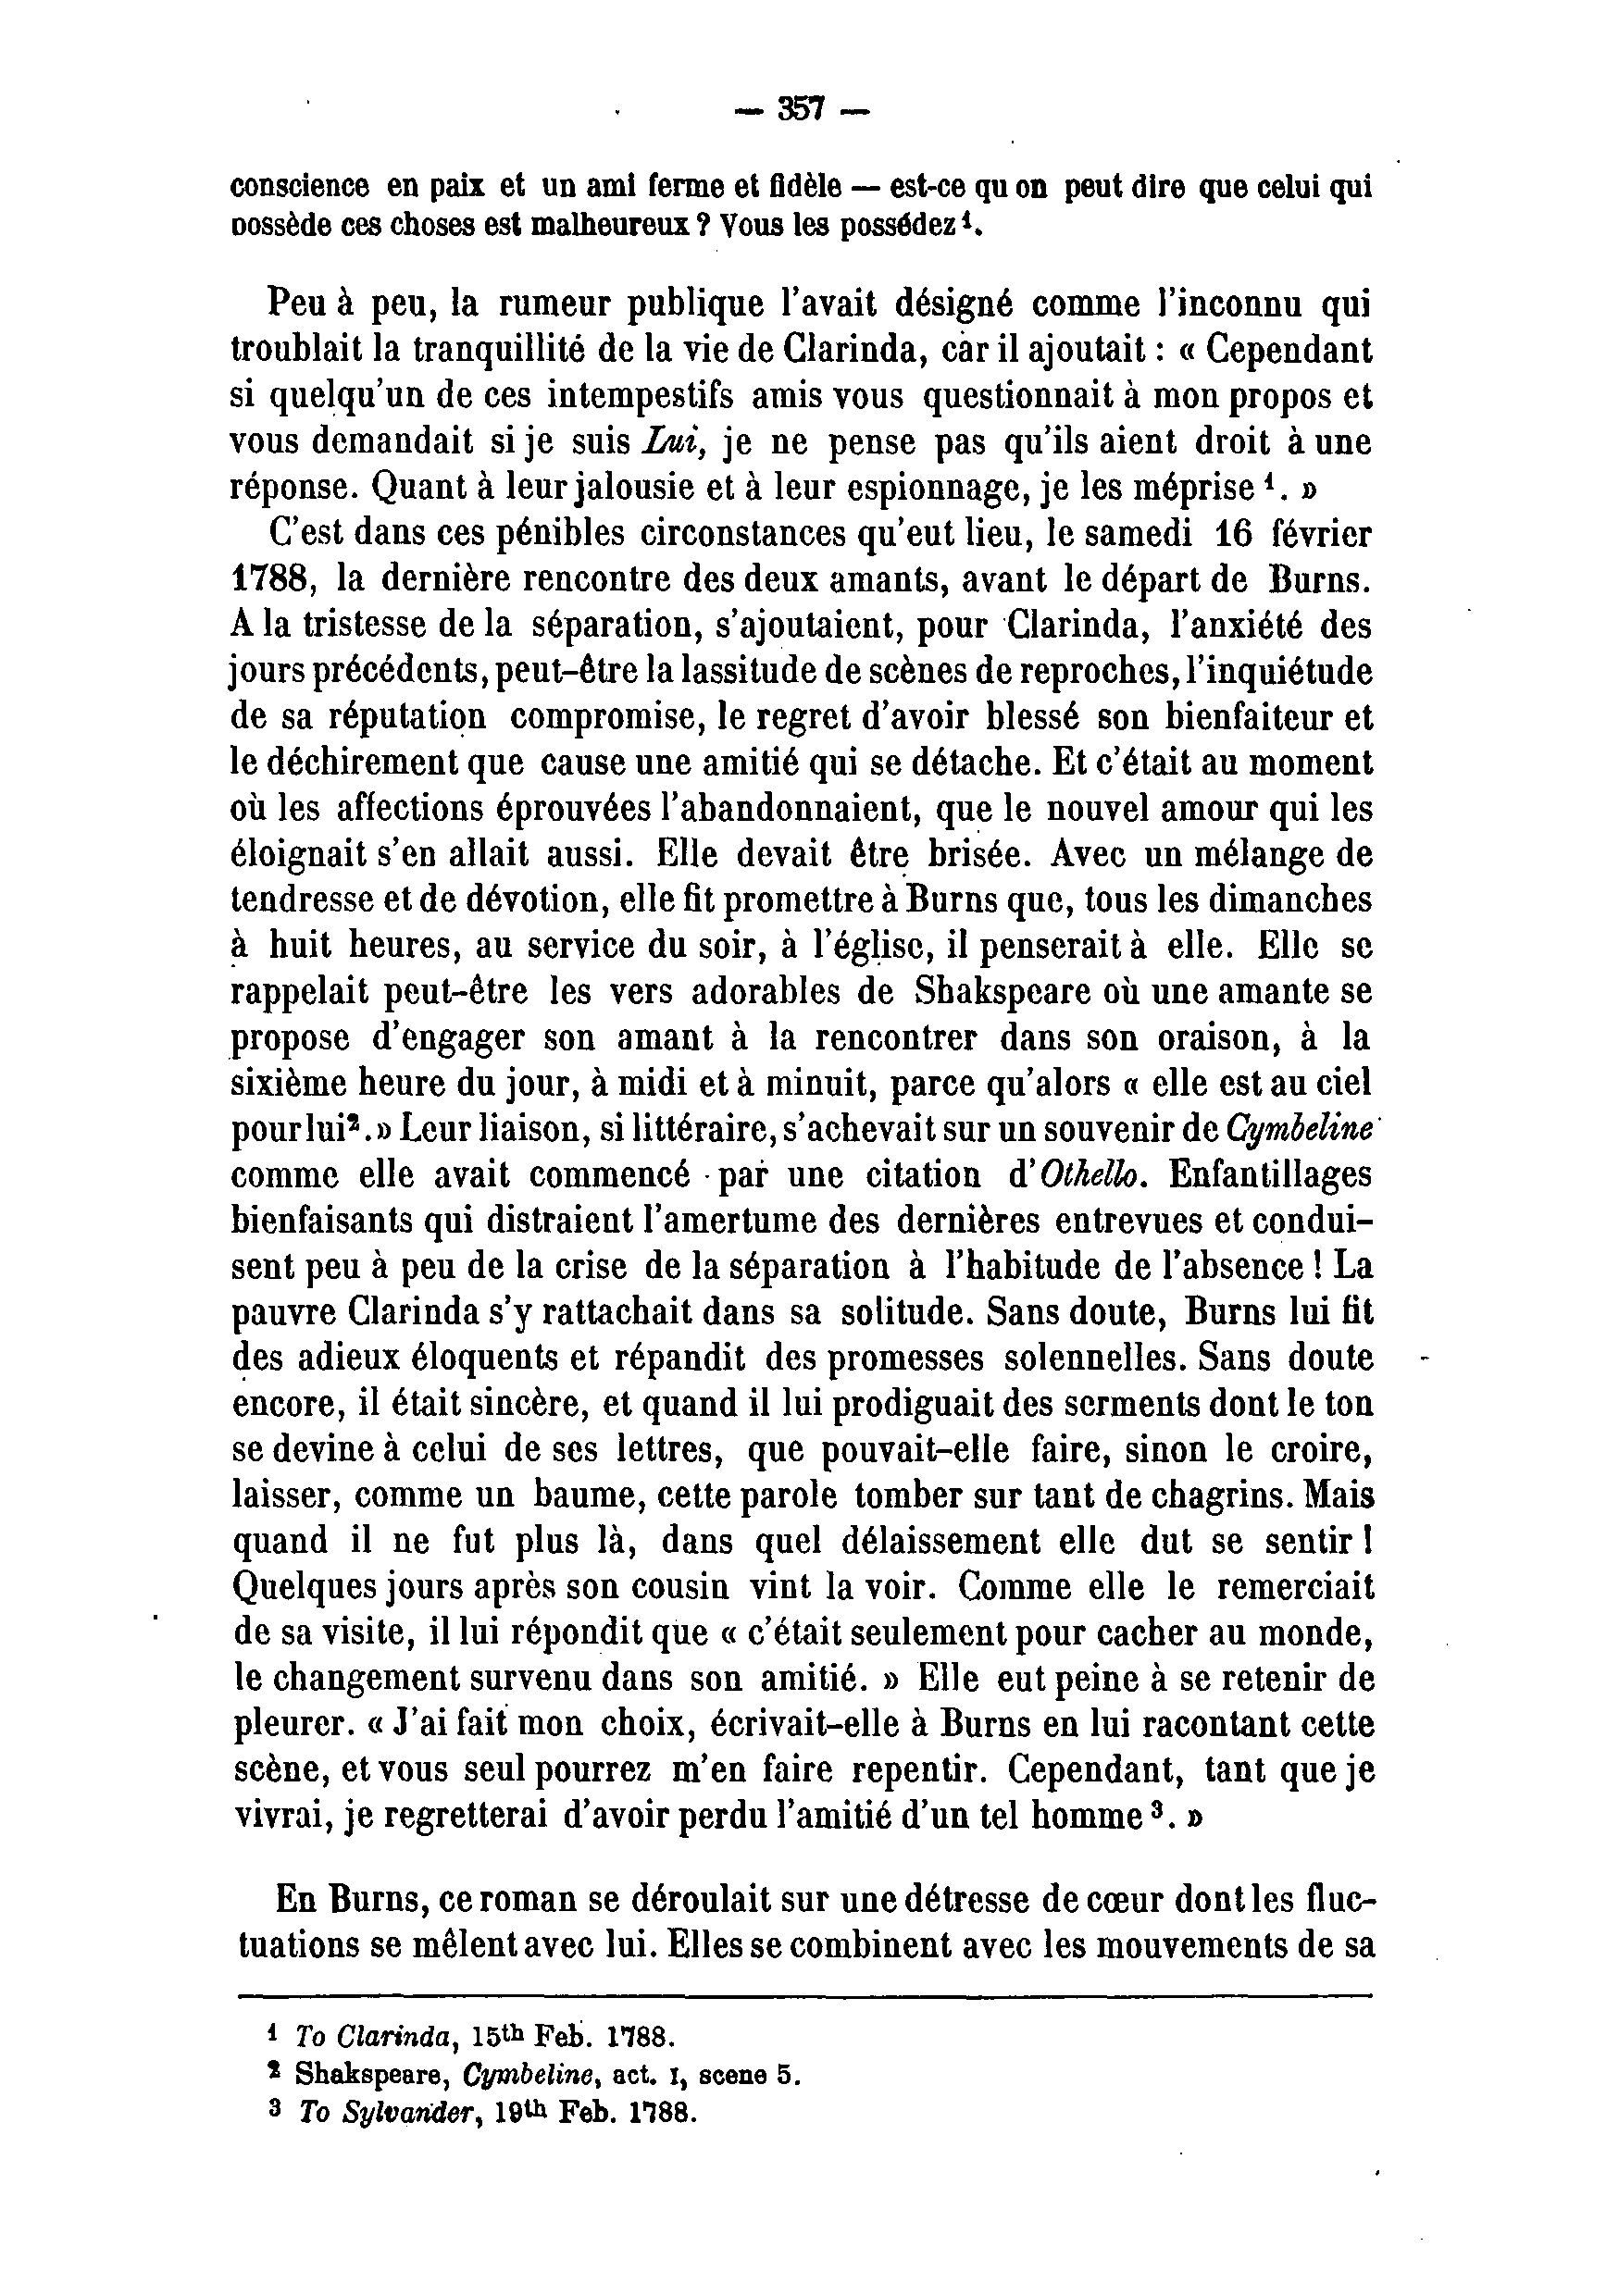 — 357 —
conscience en paix et un ami ferme et fidèle — est-ce qu on peut dire que celui qui
possède ces choses est malheureux ? Vous les possédez 1.
Peu à peu, la rumeur publique l'avait désigné comme l'inconnu qui
troublait la tranquillité de la vie de Clarinda, car il ajoutait : « Cependant
si quelqu'un de ces intempestifs amis vous questionnait à mon propos et
vous demandait si je suis Lui, je ne pense pas qu'ils aient droit à une
réponse. Quant à leur jalousie et à leur espionnage, je les méprise 1. »
C'est dans ces pénibles circonstances qu'eut lieu, le samedi 16 février
1788, la dernière rencontre des deux amants, avant le départ de Burns.
A la tristesse de la séparation, s'ajoutaient, pour Clarinda, l'anxiété des
jours précédents, peut-être la lassitude de scènes de reproches, l'inquiétude
de sa réputation compromise, le regret d'avoir blessé son bienfaiteur et
le déchirement que cause une amitié qui se détache. Et c'était au moment
où les affections éprouvées l'abandonnaient, que le nouvel amour qui les
éloignait s'en allait aussi. Elle devait être brisée. Avec un mélange de
tendresse et de dévotion, elle fit promettre à Burns que, tous les dimanches
à huit heures, au service du soir, à l'église, il penserait à elle. Elle se
rappelait peut-être les vers adorables de Shakspeare où une amante se
propose d'engager son amant à la rencontrer dans son oraison, à la
sixième heure du jour, à midi et à minuit, parce qu'alors « elle est au ciel
pour lui2. » Leur liaison, si littéraire, s'achevait sur un souvenir de Cymbeline
comme elle avait commencé par une citation d'Othello. Enfantillages
bienfaisants qui distraient l'amertume des dernières entrevues et condui-
sent peu à peu de la crise de la séparation à l'habitude de l'absence ! La
pauvre Clarinda s'y rattachait dans sa solitude. Sans doute, Burns lui fit
des adieux éloquents et répandit des promesses solennelles. Sans doute
encore, il était sincère, et quand il lui prodiguait des serments dont le ton
se devine à celui de ses lettres, que pouvait-elle faire, sinon le croire,
laisser, comme un baume, cette parole tomber sur tant de chagrins. Mais
quand il ne fut plus là, dans quel délaissement elle dut se sentir !
Quelques jours après son cousin vint la voir. Comme elle le remerciait
de sa visite, il lui répondit que « c'était seulement pour cacher au monde,
le changement survenu dans son amitié. » Elle eut peine à se retenir de
pleurer. « J'ai fait mon choix, écrivait-elle à Burns en lui racontant cette
scène, et vous seul pourrez m'en faire repentir. Cependant, tant que je
vivrai, je regretterai d'avoir perdu l'amitié d'un tel homme 3. »
En Burns, ce roman se déroulait sur une détresse de cœur dont les fluc-
tuations se mêlent avec lui. Elles se combinent avec les mouvements de sa
1 To Clarinda, 15th Feb. 1788.
2 Shakspeare, Cymbeline, act. I, scene 5.
3 To Sylvander, 19th Feb. 1788.